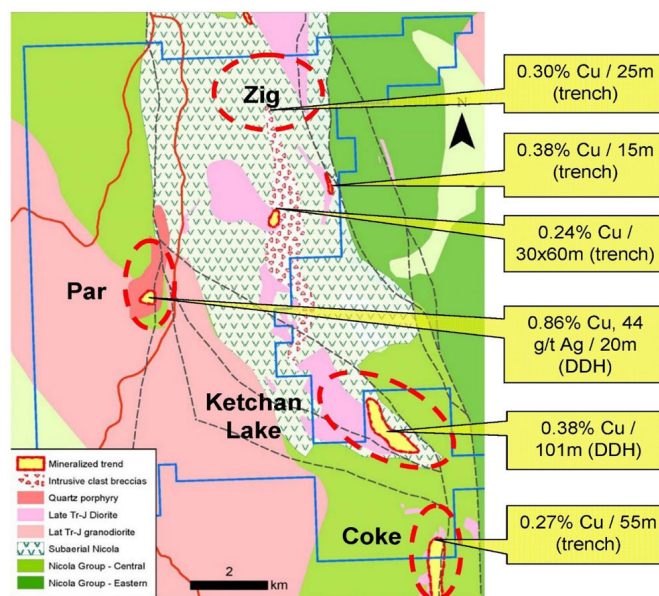 Zig
0.30% Cu / 25m
(trench)
N
0.38% Cu / 15m
(trench)
0.24% Cu /
30x60m (trench)
Par
0.86% Cu, 44
g/t Ag / 20m
(DDH)
Ketchan
Lake
0.38% Cu /
101m (DDH)
Coke
0.27% Cu / 55m
(trench)
Mineralized trend
Intrusive clast breccias
Quartz porphyry
Late Tr-J Diorite
Lat Tr-J granodiorite
Subaerial Nicola
Nicola Group - Central
Nicola Group - Eastern
2
km